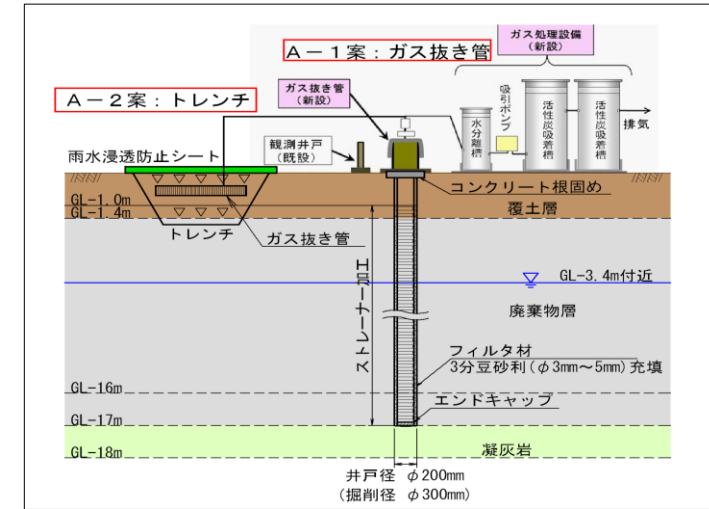 ガス処理設備
(新設)
A－1案：ガス抜き管
ガス抜き管
(新設)
A－2案：トレンチ
吸引ポンプ
水分離槽
活性炭吸着槽
活性炭吸着槽
排気
観測井戸
(既設)
雨水浸透防止シート
コンクリート根固め
GL-1.0m
GL-1.4m
覆土層
トレンチ
ガス抜き管
ストレーナー加工
GL-3.4m付近
廃棄物層
フィルタ材
3分豆砂利(φ3mm～5mm)充填
GL-16m
エンドキャップ
GL-17m
凝灰岩
GL-18m
井戸径 φ200mm
(掘削径 φ300mm)